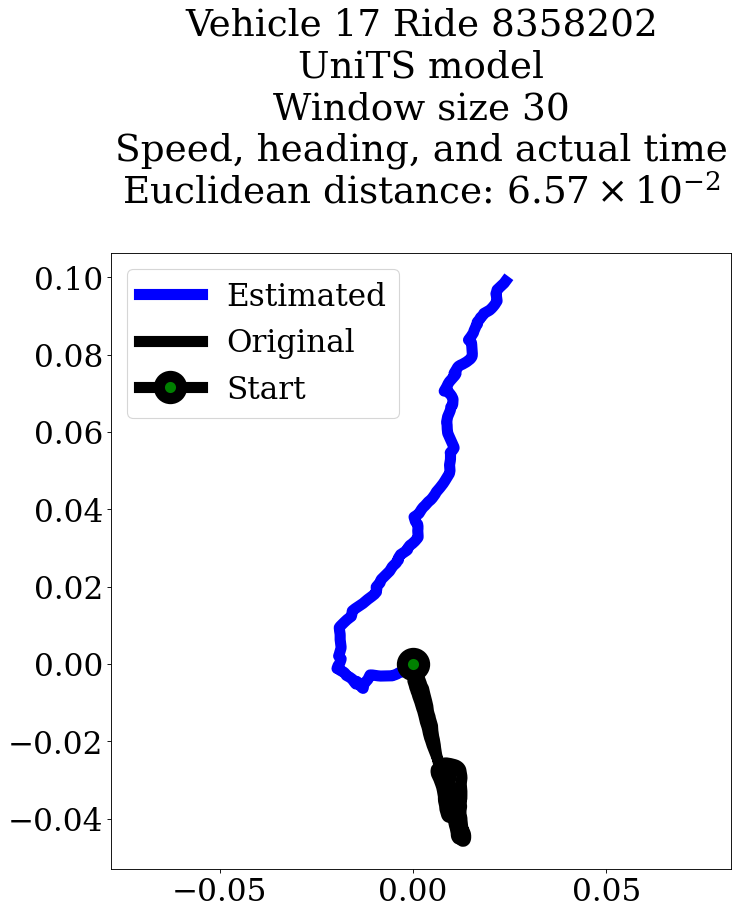 Vehicle 17 Ride 8358202
UniTS model
Window size 30
Speed, heading, and actual time
Euclidean distance: 6.57 × 10⁻²
Estimated
Original
Start
0.10
0.08
0.06
0.04
0.02
0.00
−0.02
−0.04
−0.05 0.00 0.05